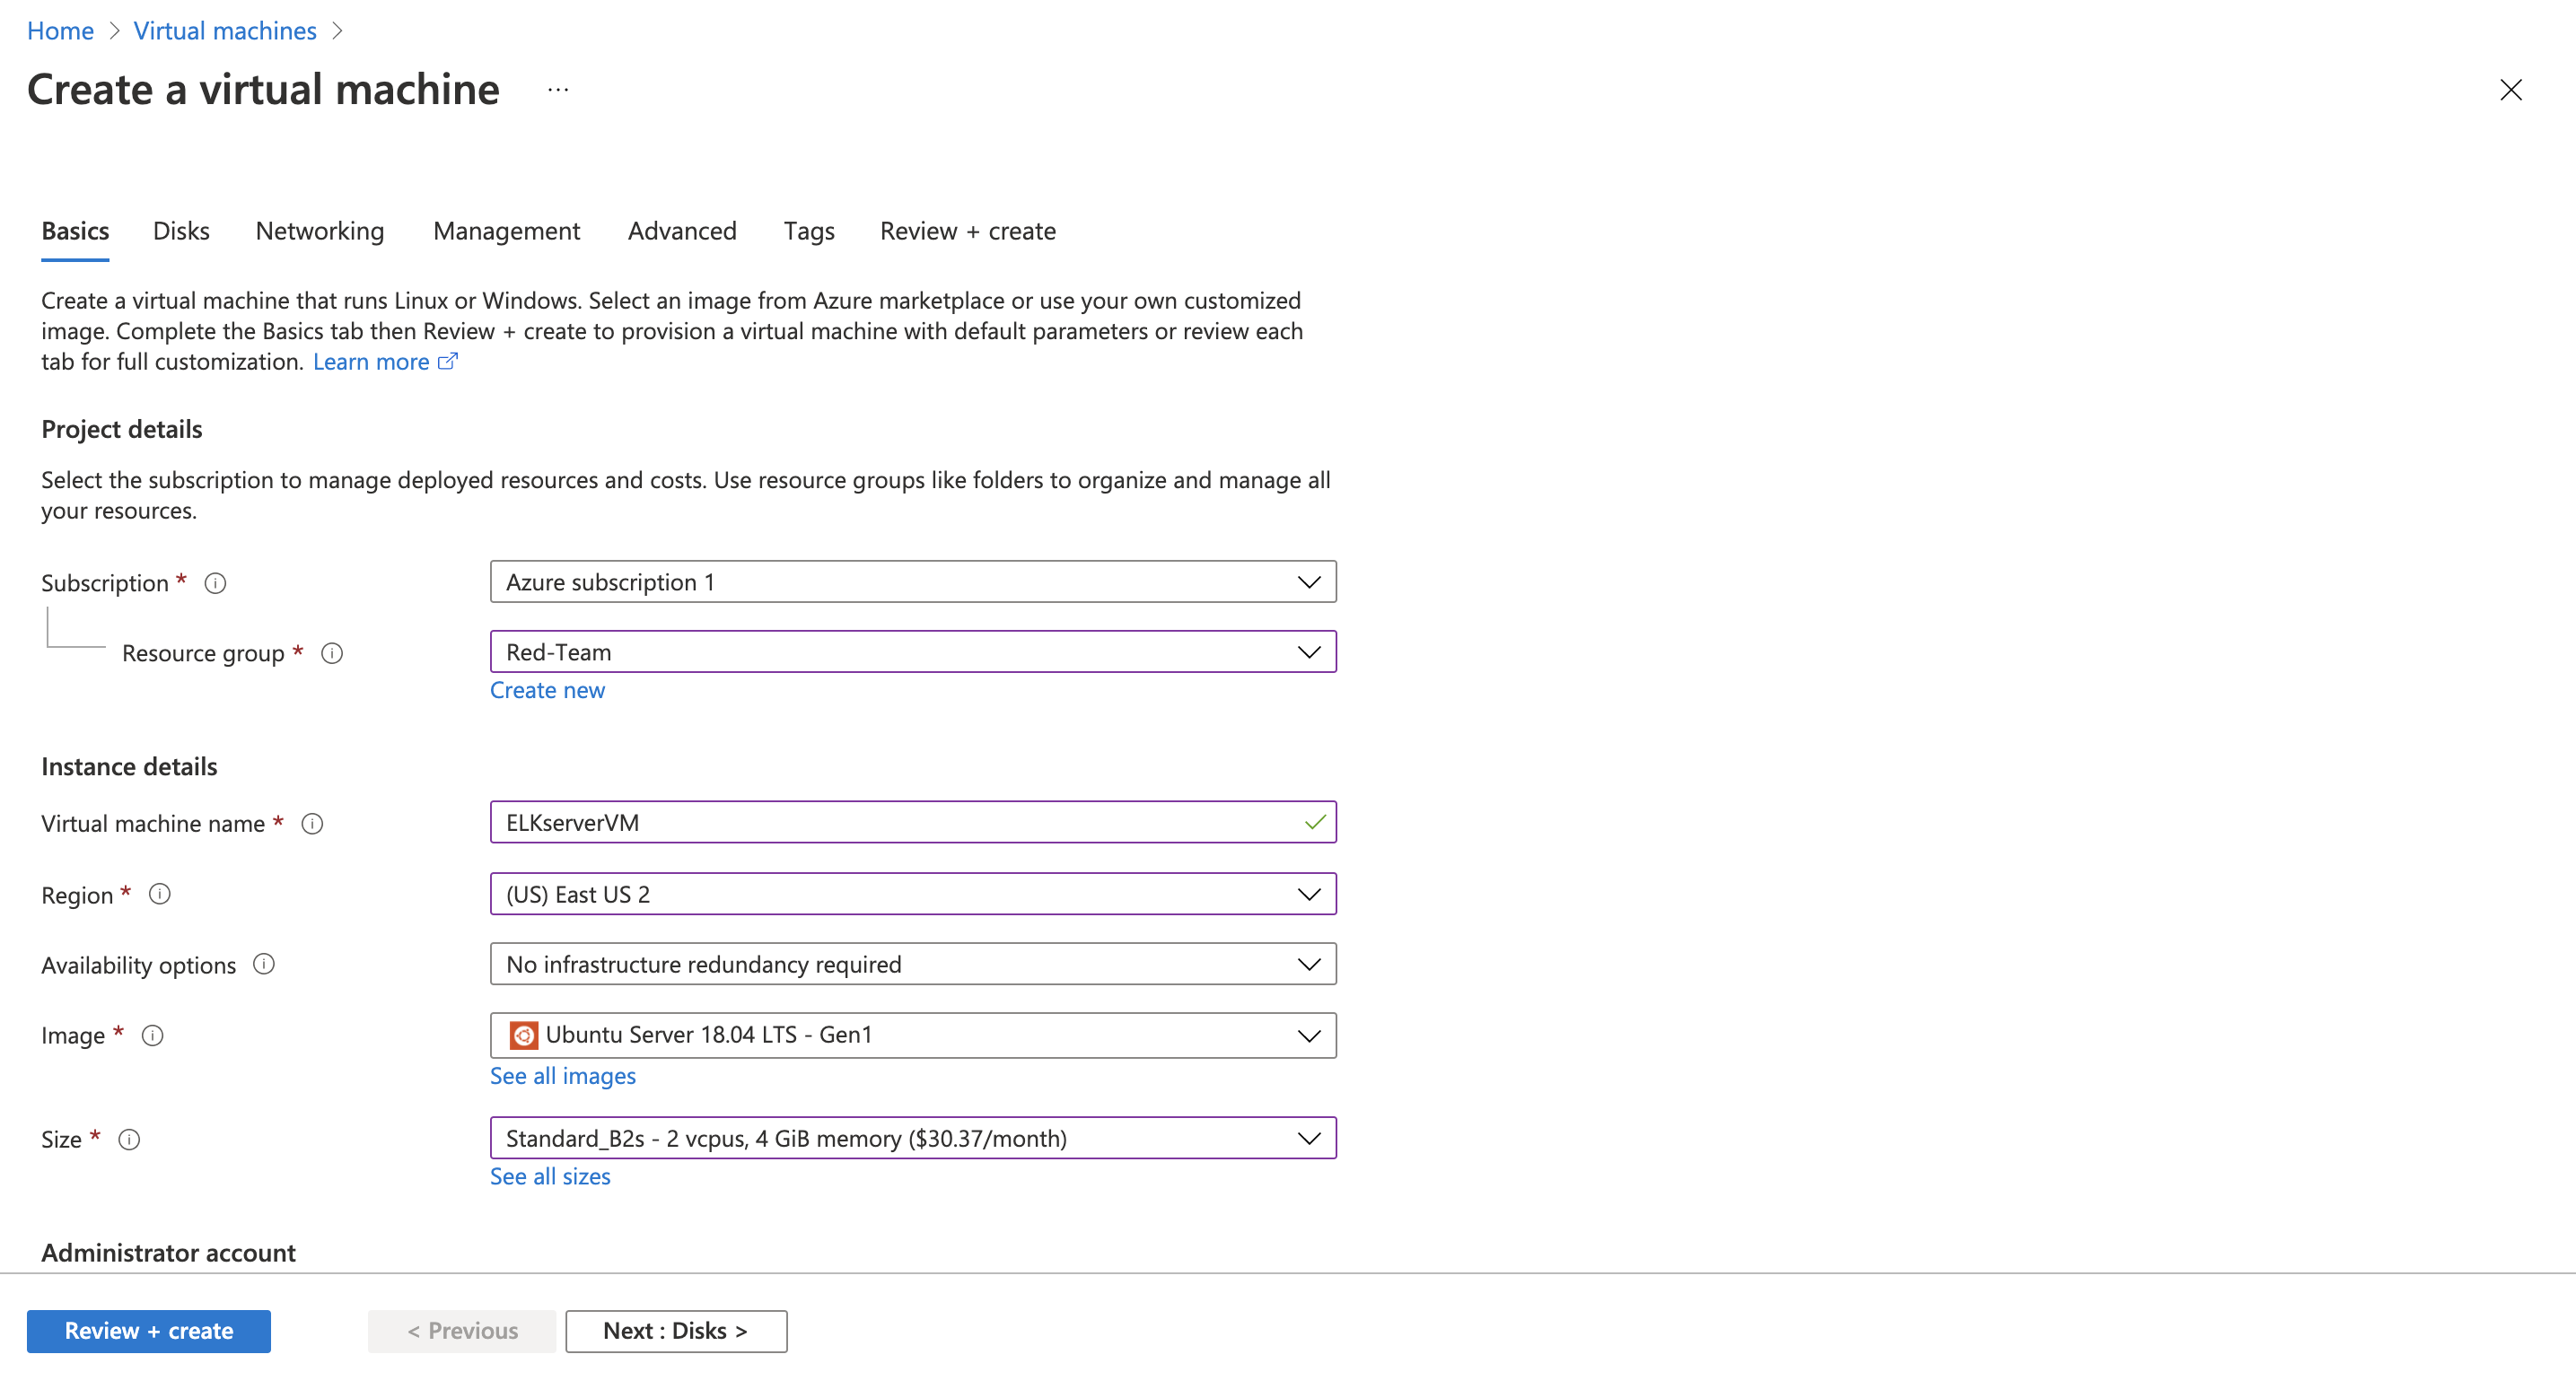 Home > Virtual machines >
Create a virtual machine ...
Basics Disks Networking Management Advanced Tags Review + create
Create a virtual machine that runs Linux or Windows. Select an image from Azure marketplace or use your own customized
image. Complete the Basics tab then Review + create to provision a virtual machine with default parameters or review each
tab for full customization. Learn more
Project details
Select the subscription to manage deployed resources and costs. Use resource groups like folders to organize and manage all
your resources.
Subscription * Azure subscription 1
Resource group * Red-Team
Create new
Instance details
Virtual machine name * ELKserverVM
Region * (US) East US 2
Availability options No infrastructure redundancy required
Image * Ubuntu Server 18.04 LTS - Gen1
See all images
Size * Standard_B2s - 2 vcpus, 4 GiB memory ($30.37/month)
See all sizes
Administrator account
Review + create < Previous Next : Disks >